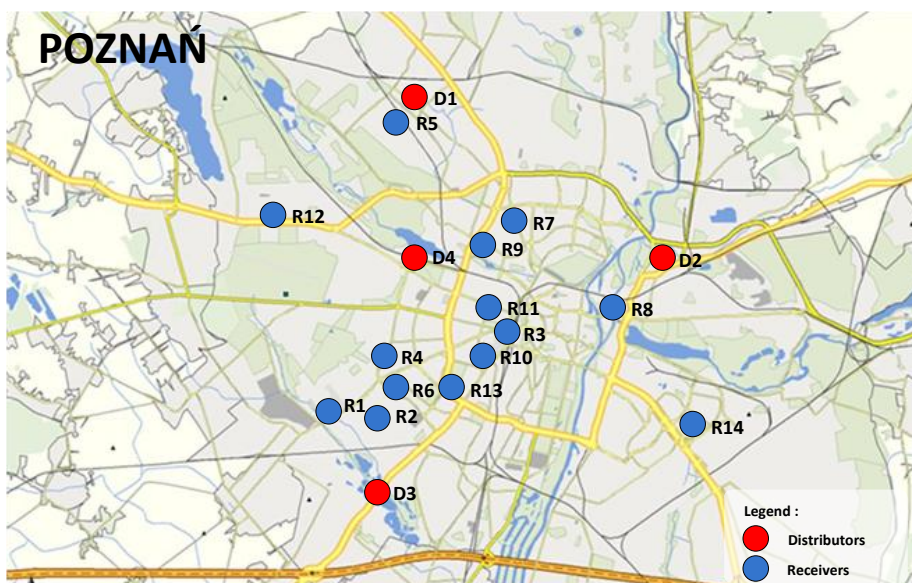 POZNAŃ
D1
R5
R12
R7
R9
D4
D2
R11
R8
R3
R4
R10
R6
R13
R1
R2
R14
D3
Legend :
Distributors
Receivers